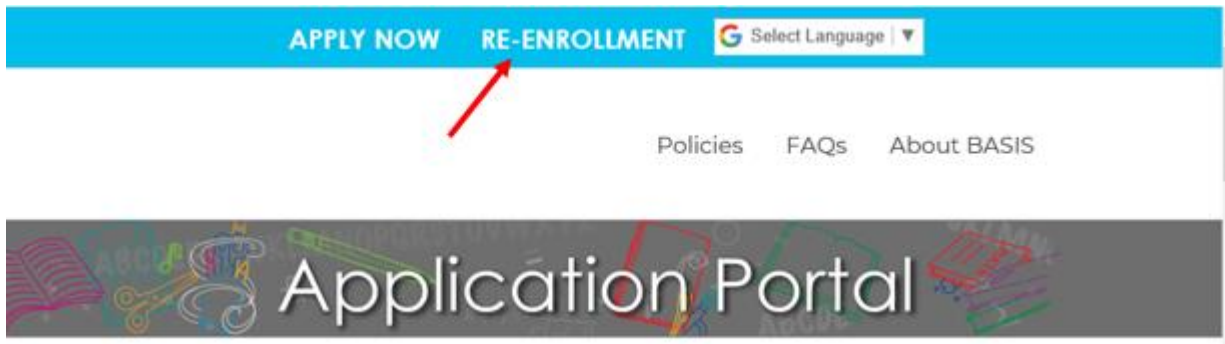 APPLY NOW RE-ENROLLMENT G Select Language ▼
Policies FAQs About BASIS
Application Portal